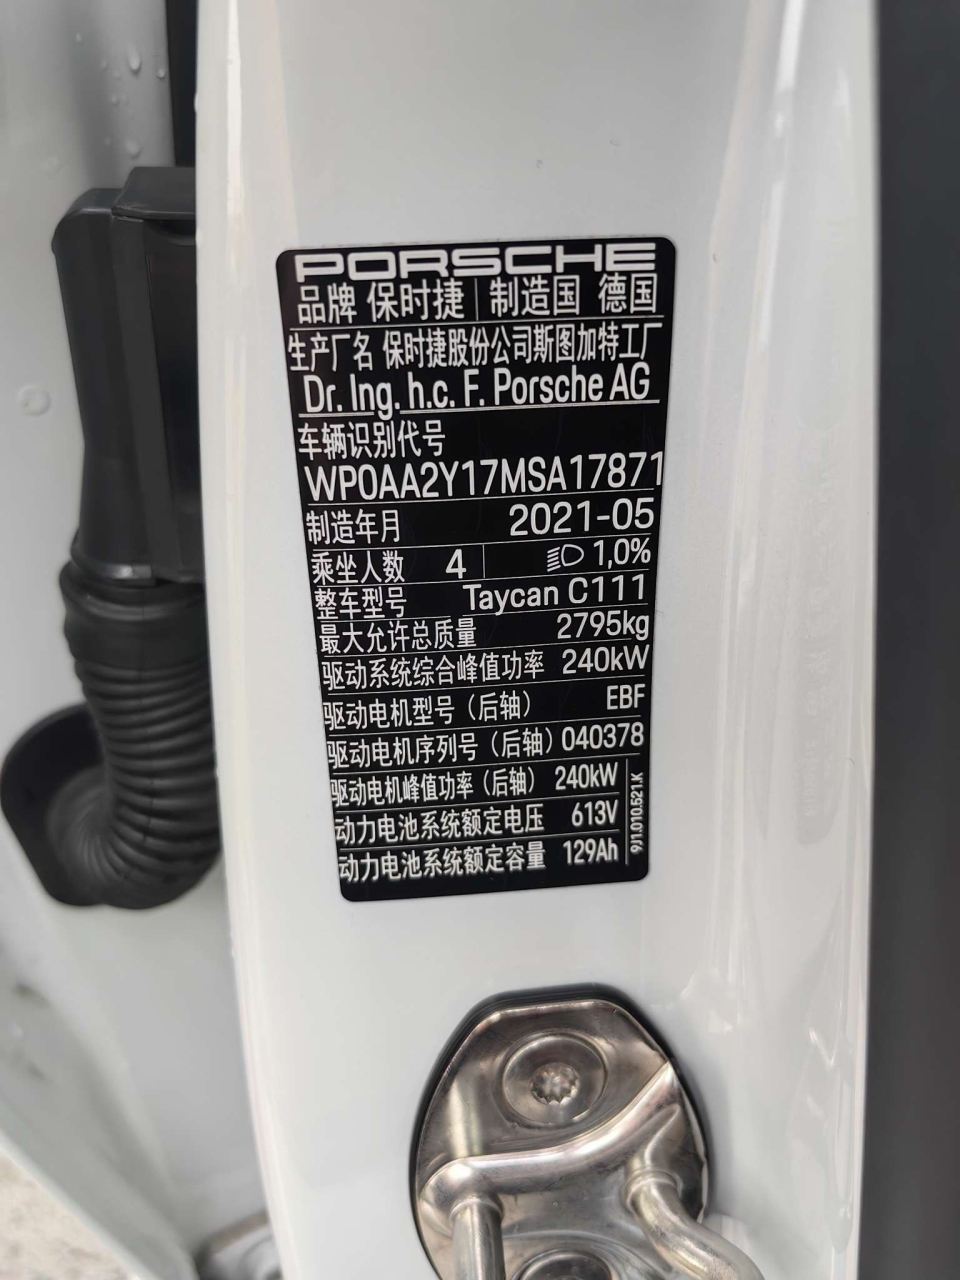 PORSCHE
品牌 保时捷 制造国 德国
生产厂名 保时捷股份公司斯图加特工厂
Dr. Ing. h.c. F. Porsche AG
车辆识别代号
WP0AA2Y17MSA17871
制造年月 2021-05
乘坐人数 4 1,0%
整车型号 Taycan C111
最大允许总质量 2795kg
驱动系统综合峰值功率 240kW
驱动电机型号（后轴） EBF
驱动电机序列号（后轴）040378
驱动电机峰值功率（后轴） 240kW
动力电池系统额定电压 613V
动力电池系统额定容量 129Ah
9J1.010.521.K